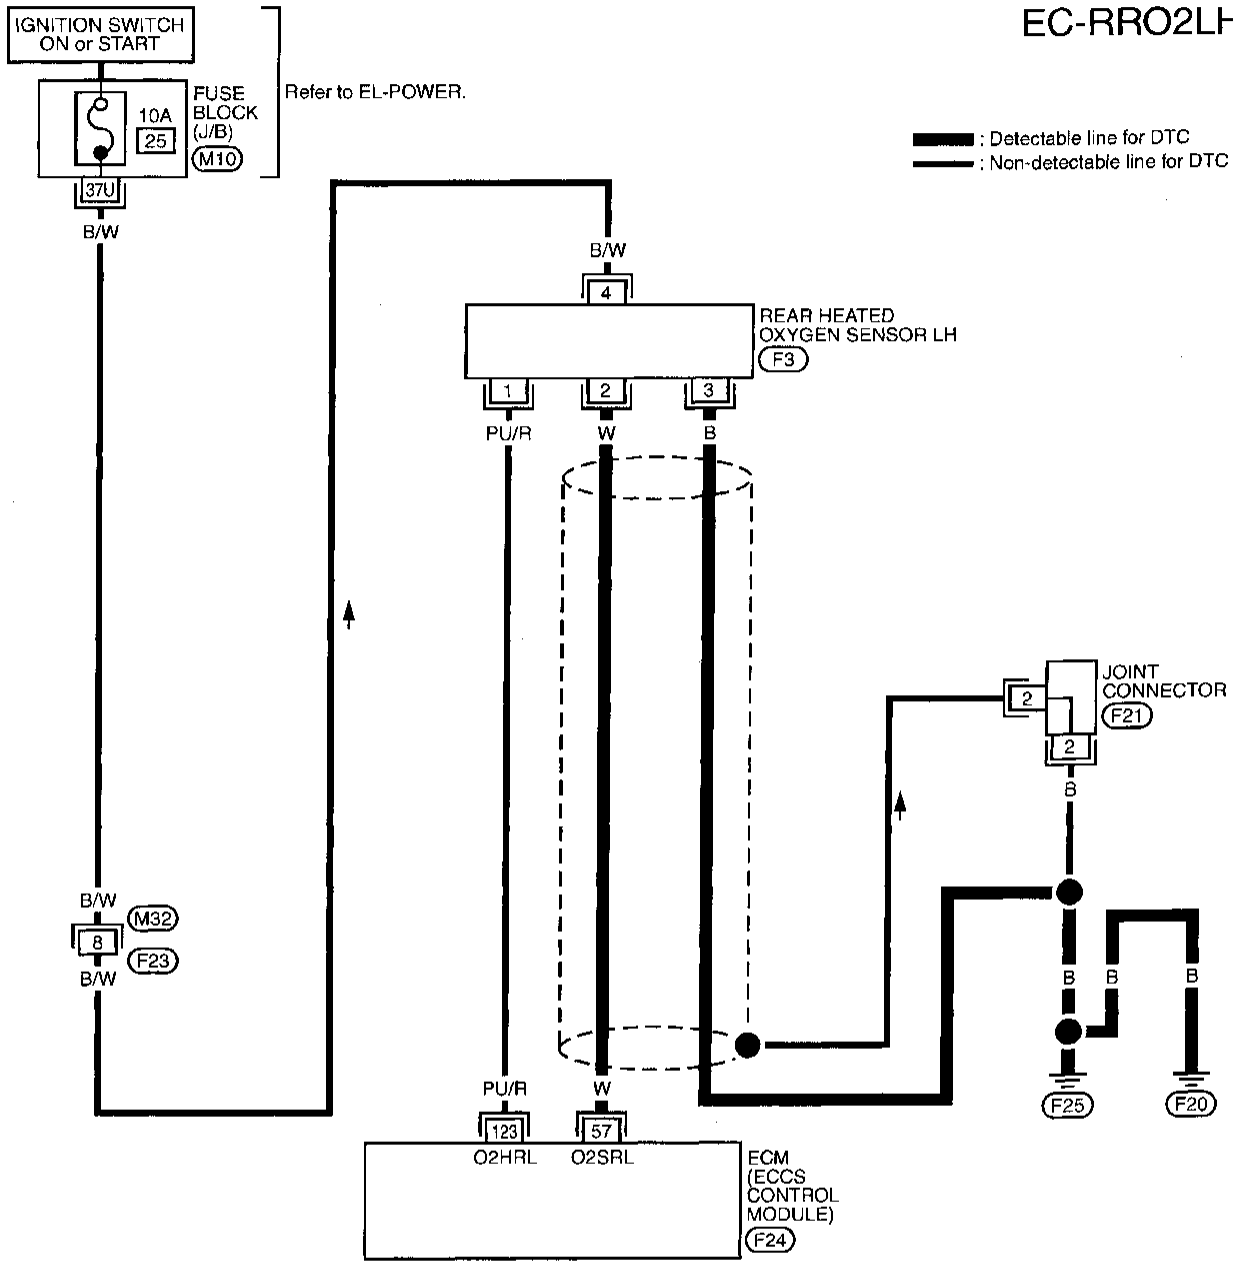 EC-RRO2LH
IGNITION SWITCH
ON or START
FUSE
BLOCK
(J/B)
M10
10A
25
Refer to EL-POWER.
37U
: Detectable line for DTC
: Non-detectable line for DTC
B/W
B/W
4
REAR HEATED
OXYGEN SENSOR LH
F3
1
2
3
PU/R
W
B
JOINT
CONNECTOR
F21
2
2
B
B/W
M32
8
F23
B/W
B
B
B
PU/R
W
F25
F20
123
57
O2HRL
O2SRL
ECM
(ECCS
CONTROL
MODULE)
F24